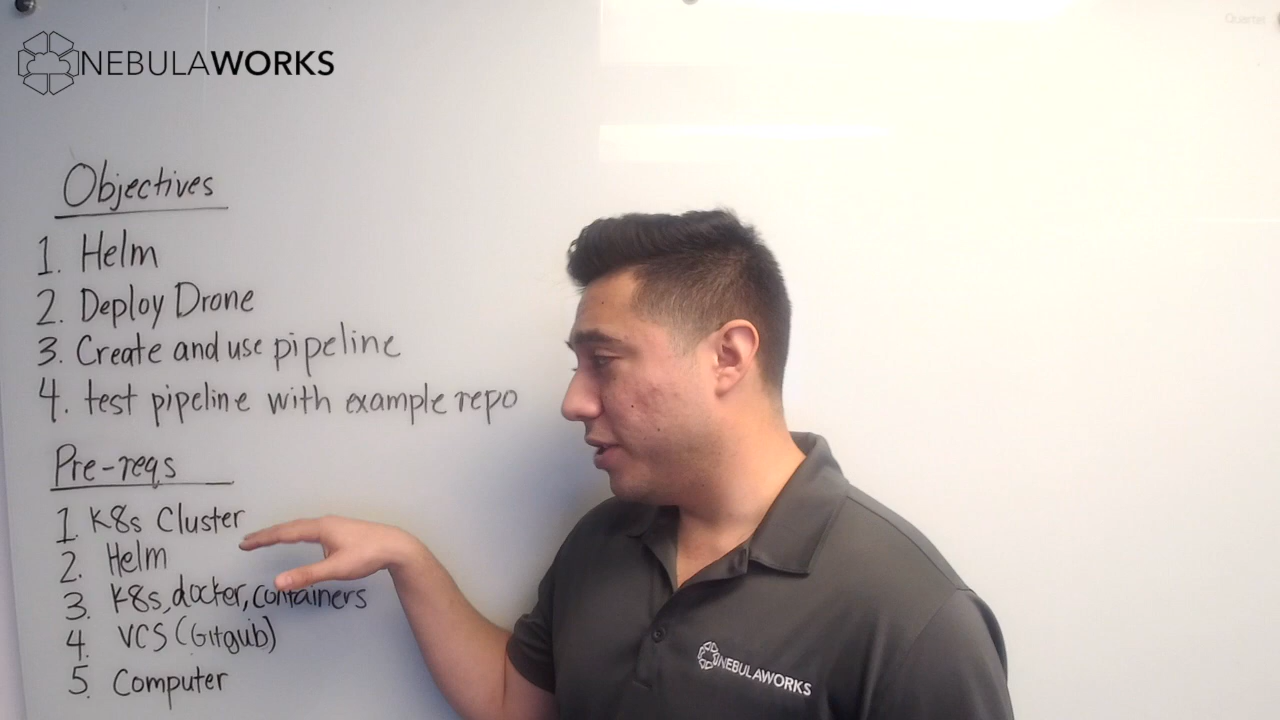 NEBULAWORKS
Quartet
Objectives
1. Helm
2. Deploy Drone
3. Create and use pipeline
4. test pipeline with example repo
Pre-reqs
1. K8s Cluster
2. Helm
3. K8s, docker, containers
4. VCS (Gitgub)
5. Computer
NEBULAWORKS